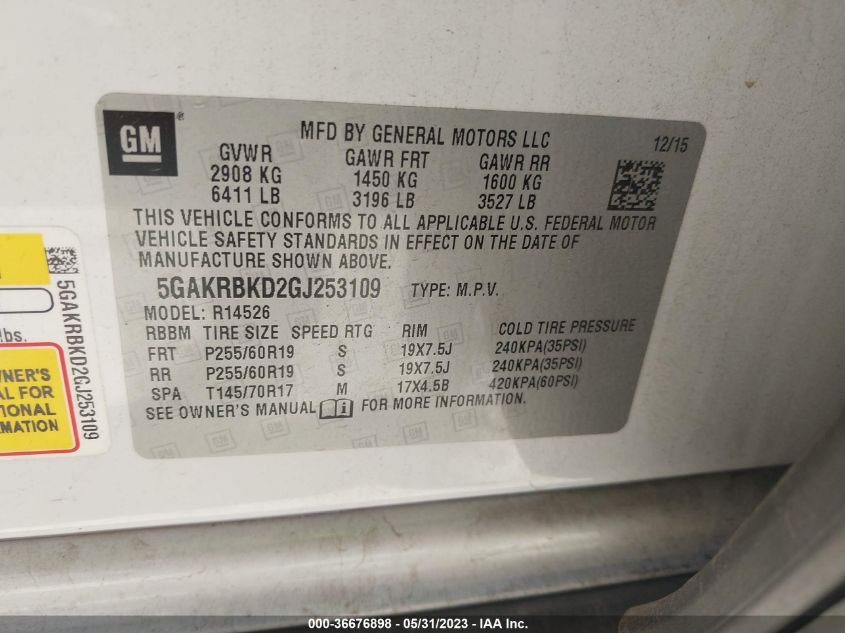 GM
MFD BY GENERAL MOTORS LLC 12/15
GVWR GAWR FRT GAWR RR
2908 KG 1450 KG 1600 KG
6411 LB 3196 LB 3527 LB
THIS VEHICLE CONFORMS TO ALL APPLICABLE U.S. FEDERAL MOTOR
VEHICLE SAFETY STANDARDS IN EFFECT ON THE DATE OF
MANUFACTURE SHOWN ABOVE.
5GAKRBKD2GJ253109 TYPE: M.P.V.
MODEL: R14526
RBBM TIRE SIZE SPEED RTG RIM COLD TIRE PRESSURE
FRT P255/60R19 S 19X7.5J 240KPA(35PSI)
RR P255/60R19 S 19X7.5J 240KPA(35PSI)
SPA T145/70R17 M 17X4.5B 420KPA(60PSI)
SEE OWNER'S MANUAL FOR MORE INFORMATION.
5GAKRBKD2GJ253109
lbs.
NER'S
AL FOR
IONAL
MATION
000-36676898 - 05/31/2023 - IAA Inc.